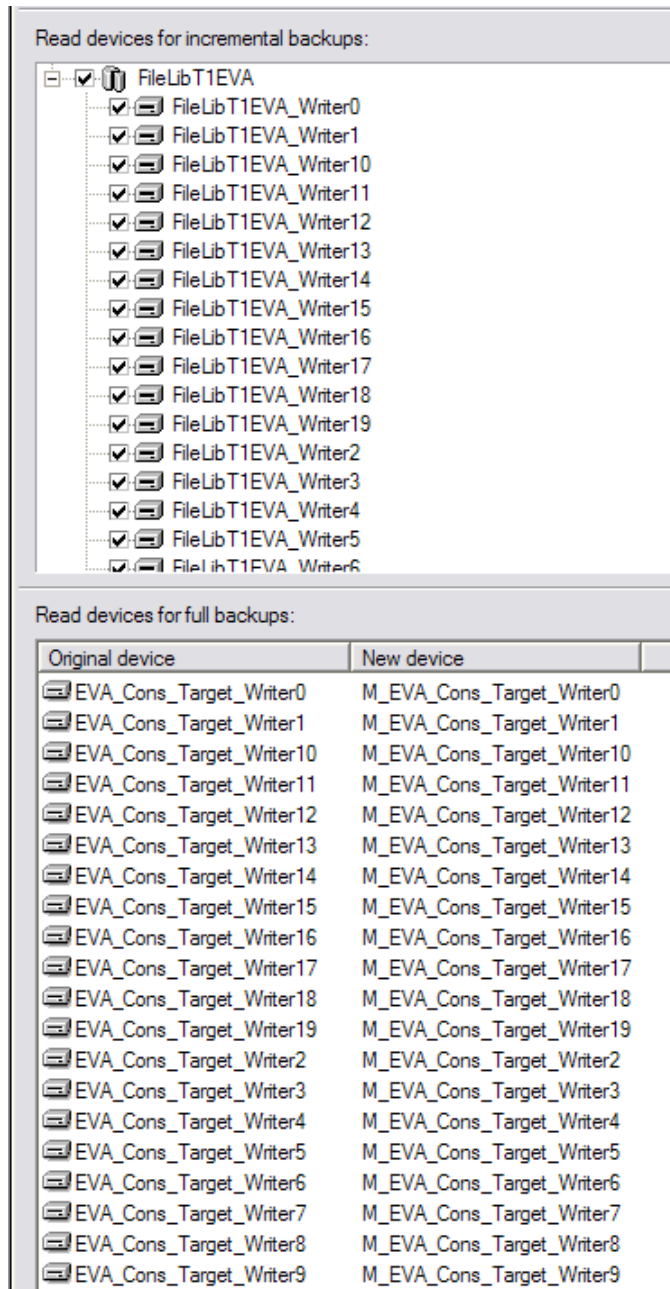 Read devices for incremental backups:
FileLibT1EVA
FileLibT1EVA_Writer0
FileLibT1EVA_Writer1
FileLibT1EVA_Writer10
FileLibT1EVA_Writer11
FileLibT1EVA_Writer12
FileLibT1EVA_Writer13
FileLibT1EVA_Writer14
FileLibT1EVA_Writer15
FileLibT1EVA_Writer16
FileLibT1EVA_Writer17
FileLibT1EVA_Writer18
FileLibT1EVA_Writer19
FileLibT1EVA_Writer2
FileLibT1EVA_Writer3
FileLibT1EVA_Writer4
FileLibT1EVA_Writer5
FileLibT1EVA_Writer6
Read devices for full backups:
Original device New device
EVA_Cons_Target_Writer0 M_EVA_Cons_Target_Writer0
EVA_Cons_Target_Writer1 M_EVA_Cons_Target_Writer1
EVA_Cons_Target_Writer10 M_EVA_Cons_Target_Writer10
EVA_Cons_Target_Writer11 M_EVA_Cons_Target_Writer11
EVA_Cons_Target_Writer12 M_EVA_Cons_Target_Writer12
EVA_Cons_Target_Writer13 M_EVA_Cons_Target_Writer13
EVA_Cons_Target_Writer14 M_EVA_Cons_Target_Writer14
EVA_Cons_Target_Writer15 M_EVA_Cons_Target_Writer15
EVA_Cons_Target_Writer16 M_EVA_Cons_Target_Writer16
EVA_Cons_Target_Writer17 M_EVA_Cons_Target_Writer17
EVA_Cons_Target_Writer18 M_EVA_Cons_Target_Writer18
EVA_Cons_Target_Writer19 M_EVA_Cons_Target_Writer19
EVA_Cons_Target_Writer2 M_EVA_Cons_Target_Writer2
EVA_Cons_Target_Writer3 M_EVA_Cons_Target_Writer3
EVA_Cons_Target_Writer4 M_EVA_Cons_Target_Writer4
EVA_Cons_Target_Writer5 M_EVA_Cons_Target_Writer5
EVA_Cons_Target_Writer6 M_EVA_Cons_Target_Writer6
EVA_Cons_Target_Writer7 M_EVA_Cons_Target_Writer7
EVA_Cons_Target_Writer8 M_EVA_Cons_Target_Writer8
EVA_Cons_Target_Writer9 M_EVA_Cons_Target_Writer9